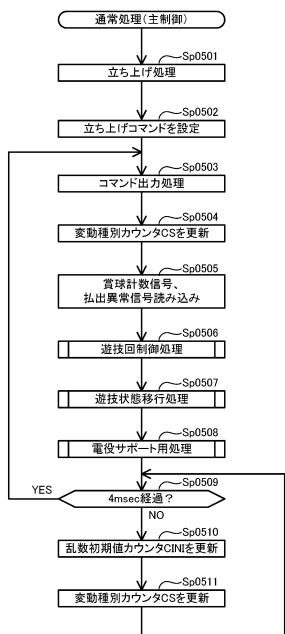 通常処理(主制御)
Sp0501
立ち上げ処理
Sp0502
立ち上げコマンドを設定
Sp0503
コマンド出力処理
Sp0504
変動種別カウンタCSを更新
Sp0505
賞球計数信号、
払出異常信号読み込み
Sp0506
遊技回制御処理
Sp0507
遊技状態移行処理
Sp0508
電役サポート用処理
Sp0509
YES
4msec経過?
NO
Sp0510
乱数初期値カウンタCINIを更新
Sp0511
変動種別カウンタCSを更新